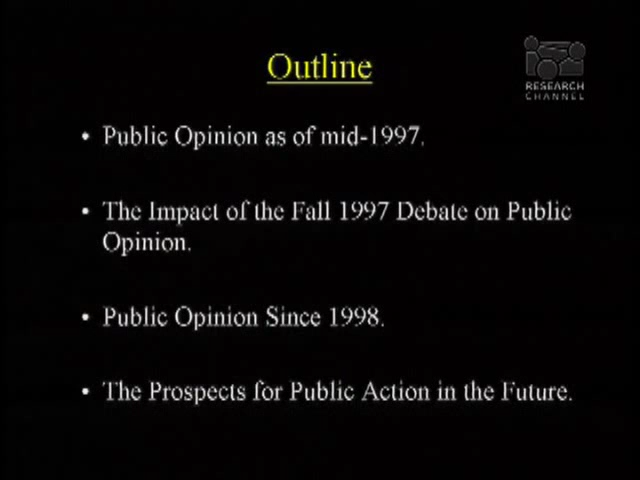 Outline
RESEARCH
CHANNEL
• Public Opinion as of mid-1997.
• The Impact of the Fall 1997 Debate on Public
Opinion.
• Public Opinion Since 1998.
• The Prospects for Public Action in the Future.